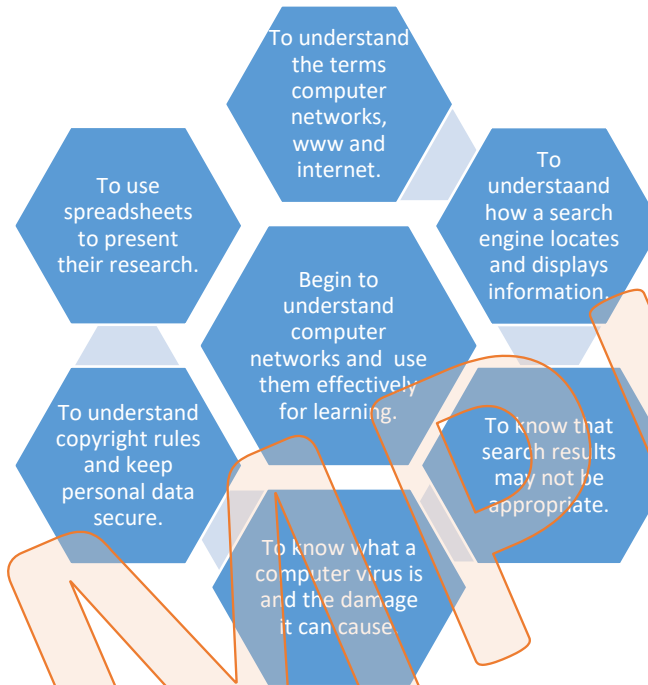 To understand
the terms
computer
networks,
www and
internet.
To
understaand
how a search
engine locates
and displays
information.
To know that
search results
may not be
appropriate.
To know what a
computer virus is
and the damage
it can cause.
To understand
copyright rules
and keep
personal data
secure.
To use
spreadsheets
to present
their research.
Begin to
understand
computer
networks and use
them effectively
for learning.